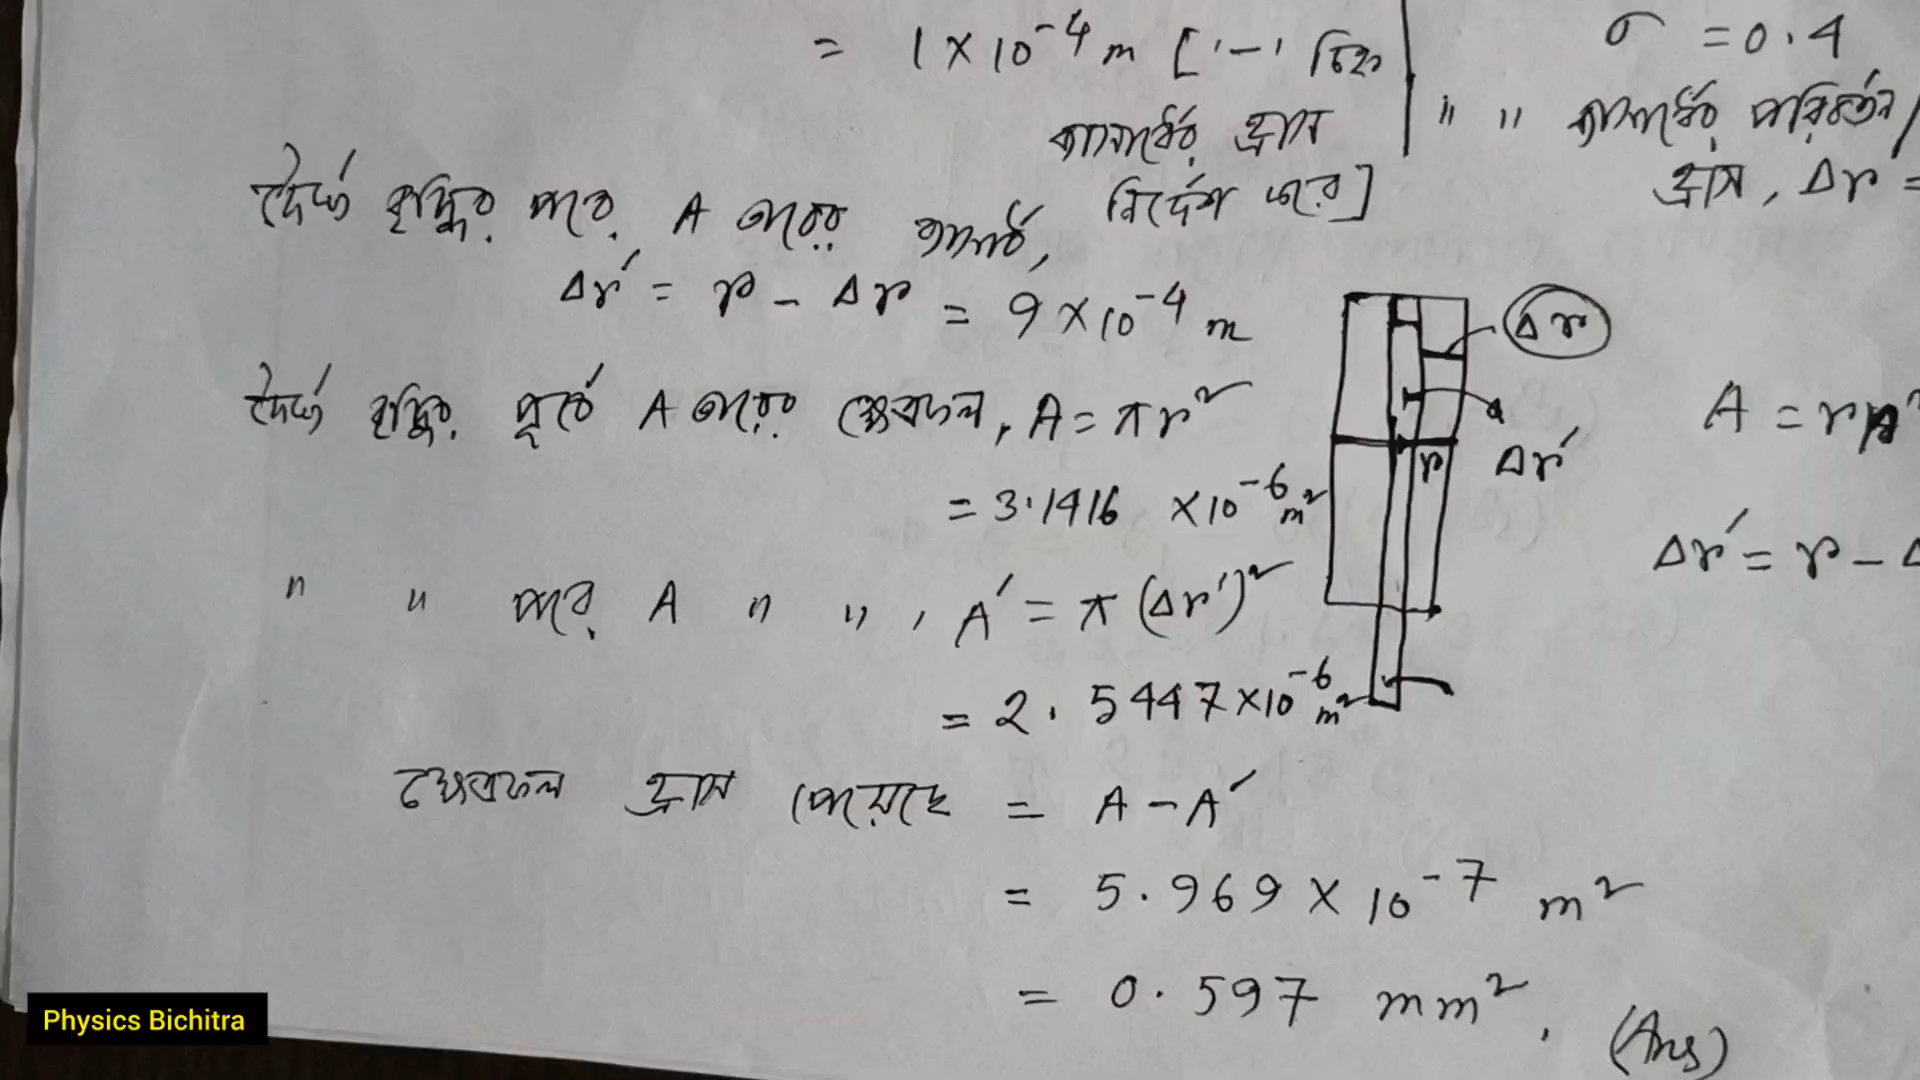 = 1 × 10⁻⁴ m ['−' চিহ্ন
ব্যাসার্ধের হ্রাস
নির্দেশ করে]
σ = 0.4
" " ব্যাসার্ধের পরিবর্তন/
হ্রাস, Δr =
দৈর্ঘ্য বৃদ্ধির পরে, A তারের ব্যাসার্ধ,
Δr′ = r − Δr = 9 × 10⁻⁴ m
দৈর্ঘ্য বৃদ্ধির পূর্বে A তারের ক্ষেত্রফল, A = πr²
= 3.1416 × 10⁻⁶ m²
" " পরে A " ", A′ = π (Δr′)²
= 2.5447 × 10⁻⁶ m²
ক্ষেত্রফল হ্রাস পেয়েছে = A − A′
= 5.969 × 10⁻⁷ m²
= 0.597 mm². (Ans)
Δr
r
Δr′
Δr′ = r −
Physics Bichitra